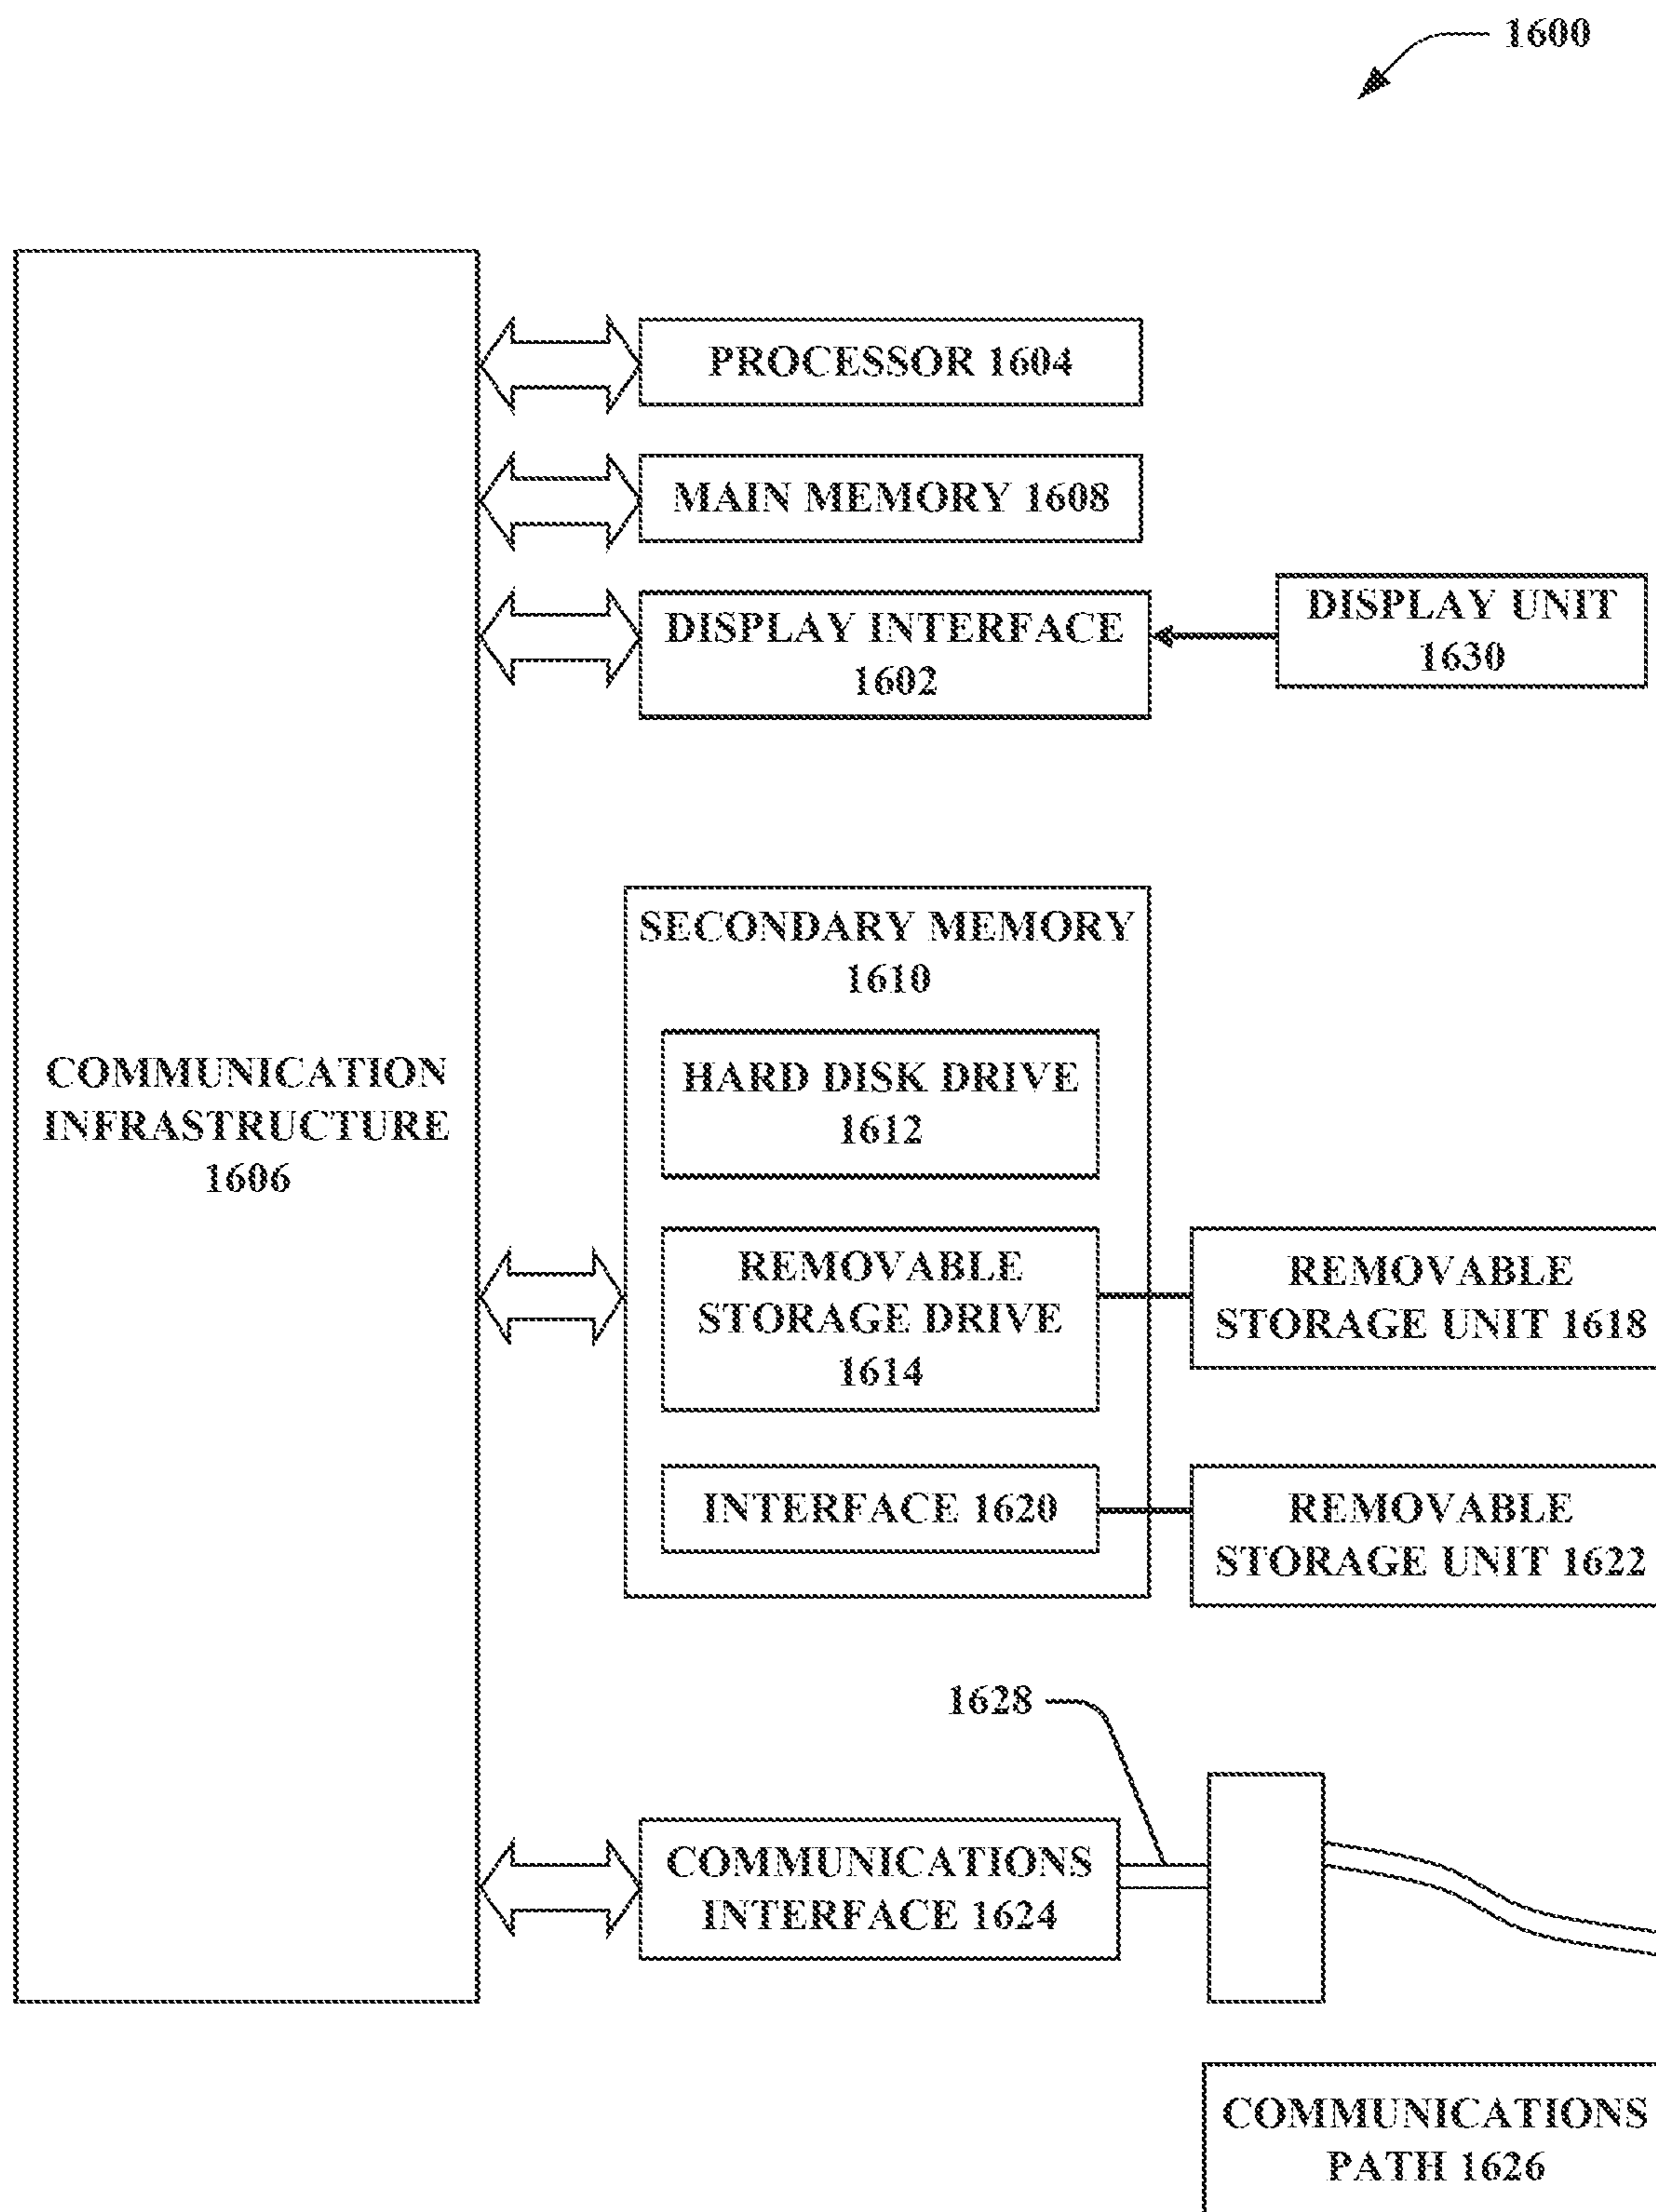 1600
PROCESSOR 1604
MAIN MEMORY 1608
DISPLAY INTERFACE
1602
DISPLAY UNIT
1630
SECONDARY MEMORY
1610
HARD DISK DRIVE
1612
COMMUNICATION
INFRASTRUCTURE
1606
REMOVABLE
STORAGE DRIVE
1614
REMOVABLE
STORAGE UNIT 1618
INTERFACE 1620
REMOVABLE
STORAGE UNIT 1622
1628
COMMUNICATIONS
INTERFACE 1624
COMMUNICATIONS
PATH 1626